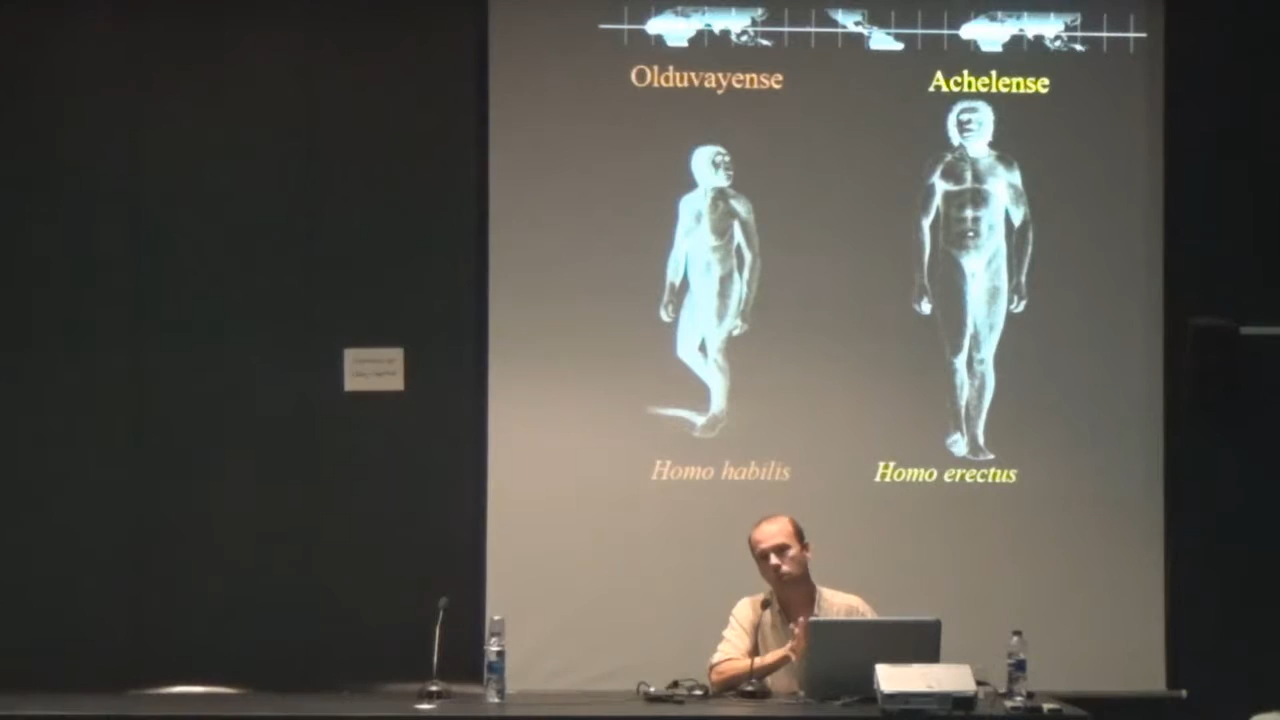 Olduvayense
Achelense
Homo habilis
Homo erectus